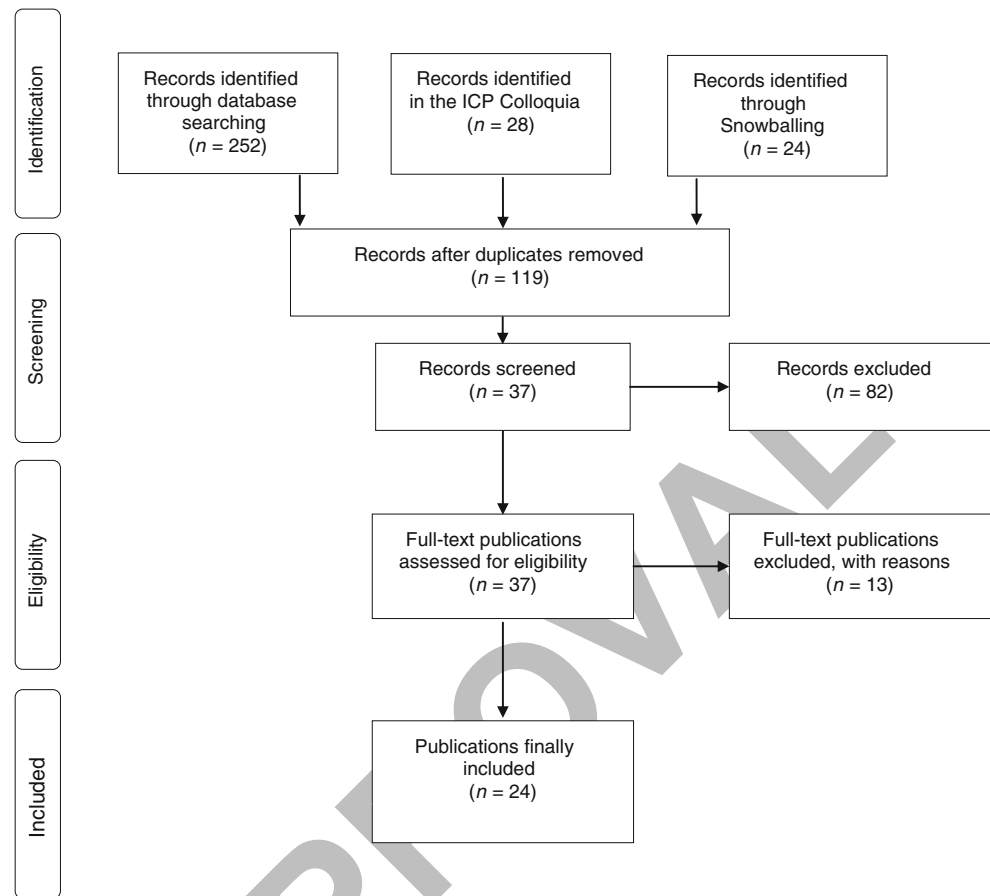 Identification
Records identified
through database
searching
(n = 252)
Records identified
in the ICP Colloquia
(n = 28)
Records identified
through
Snowballing
(n = 24)
Screening
Records after duplicates removed
(n = 119)
Records screened
(n = 37)
Records excluded
(n = 82)
Eligibility
Full-text publications
assessed for eligibility
(n = 37)
Full-text publications
excluded, with reasons
(n = 13)
Included
Publications finally
included
(n = 24)